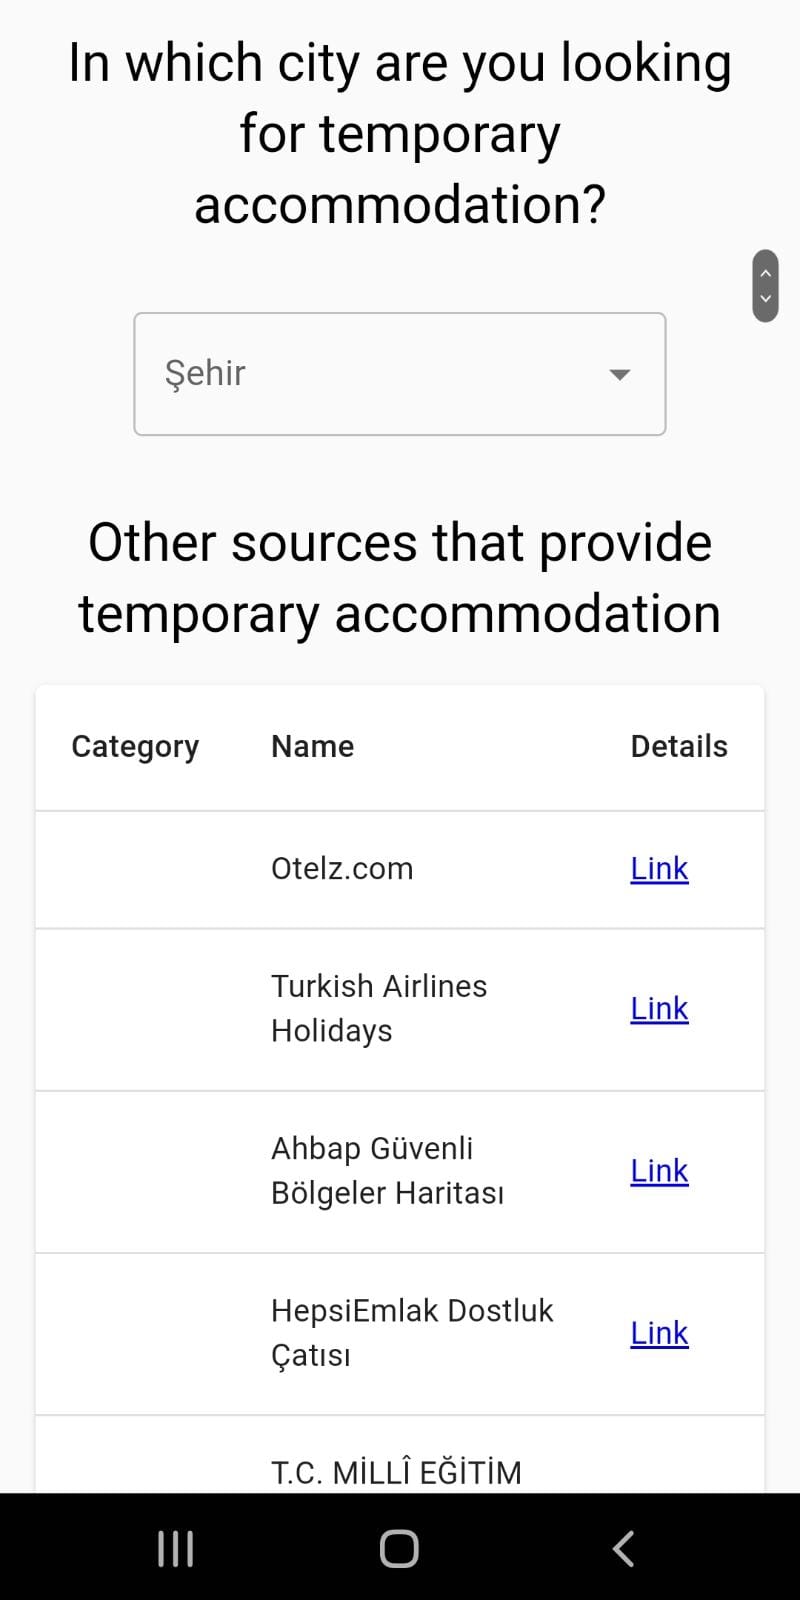 In which city are you looking
for temporary
accommodation?
Şehir
Other sources that provide
temporary accommodation
Category Name Details
Otelz.com Link
Turkish Airlines
Holidays
Link
Ahbap Güvenli
Bölgeler Haritası
Link
HepsiEmlak Dostluk
Çatısı
Link
T.C. MİLLÎ EĞİTİM